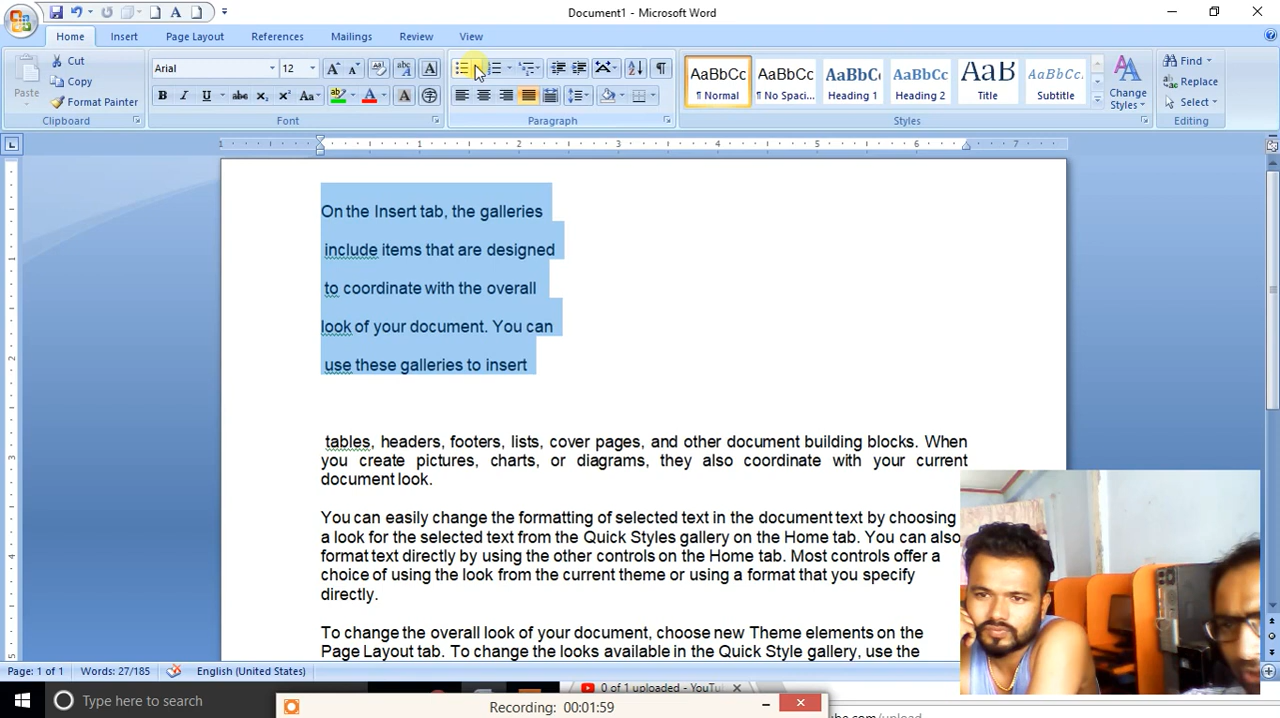 Document1 - Microsoft Word
Home Insert Page Layout References Mailings Review View
Paste
Cut
Copy
Format Painter
Clipboard
Arial 12
Font
Paragraph
AaBbCc AaBbCc AaBbCc AaBbCc AaB AaBbCc.
¶ Normal ¶ No Spaci... Heading 1 Heading 2 Title Subtitle
Change
Styles
Styles
Find
Replace
Select
Editing
1 1 2 3 4 5 6 7
On the Insert tab, the galleries
include items that are designed
to coordinate with the overall
look of your document. You can
use these galleries to insert
tables, headers, footers, lists, cover pages, and other document building blocks. When
you create pictures, charts, or diagrams, they also coordinate with your current
document look.
You can easily change the formatting of selected text in the document text by choosing
a look for the selected text from the Quick Styles gallery on the Home tab. You can also
format text directly by using the other controls on the Home tab. Most controls offer a
choice of using the look from the current theme or using a format that you specify
directly.
To change the overall look of your document, choose new Theme elements on the
Page Layout tab. To change the looks available in the Quick Style gallery, use the
Page: 1 of 1 Words: 27/185 English (United States)
Type here to search
0 of 1 uploaded - YouTu
Recording: 00:01:59